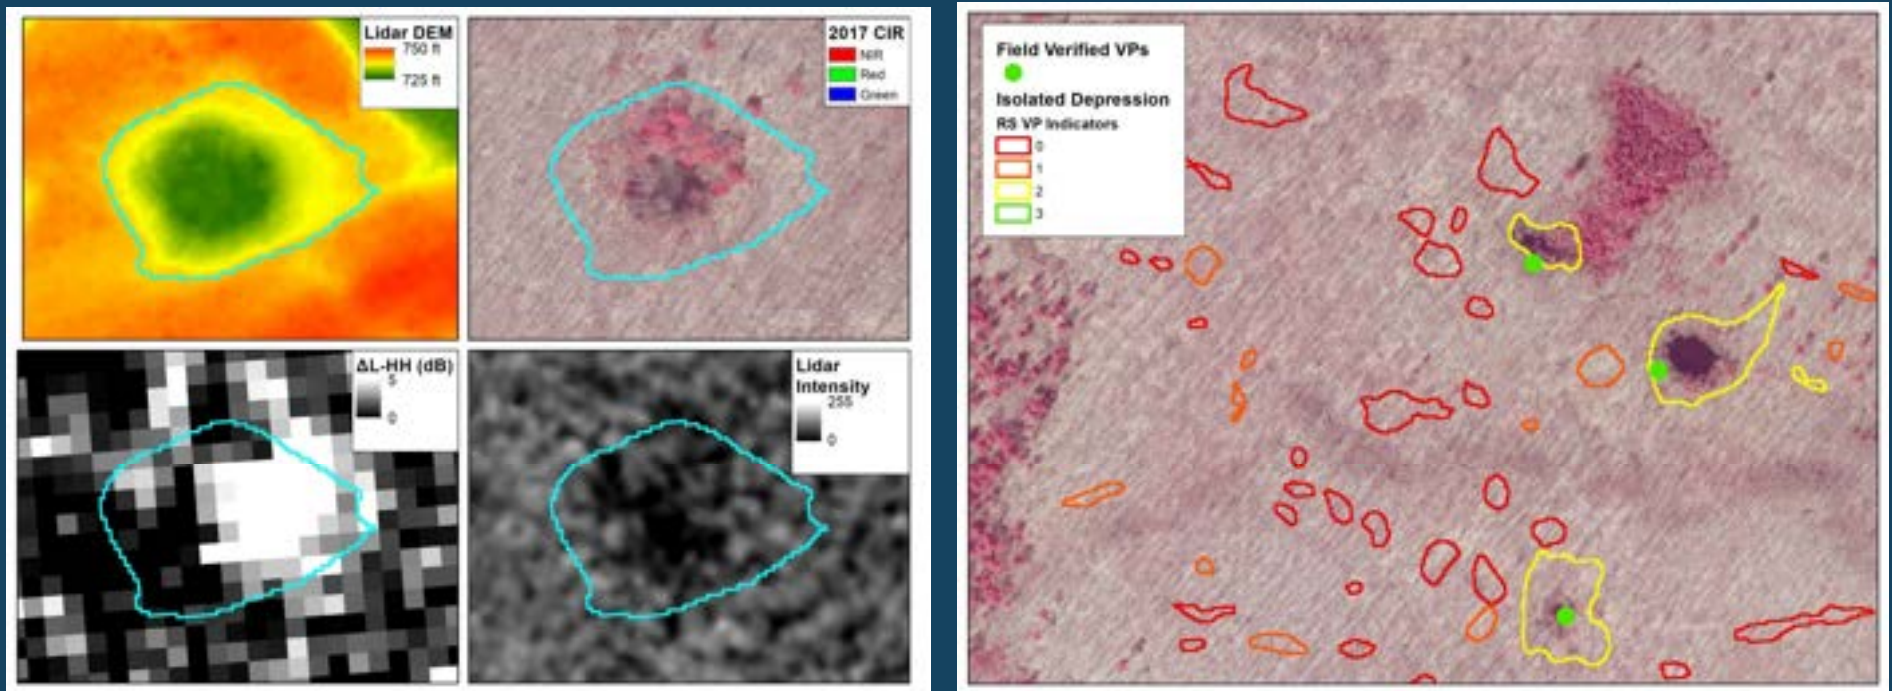 Lidar DEM
750 ft
725 ft
2017 CIR
NIR
Red
Green
ΔL-HH (dB)
5
0
Lidar
Intensity
255
0
Field Verified VPs
Isolated Depression
RS VP Indicators
0
1
2
3